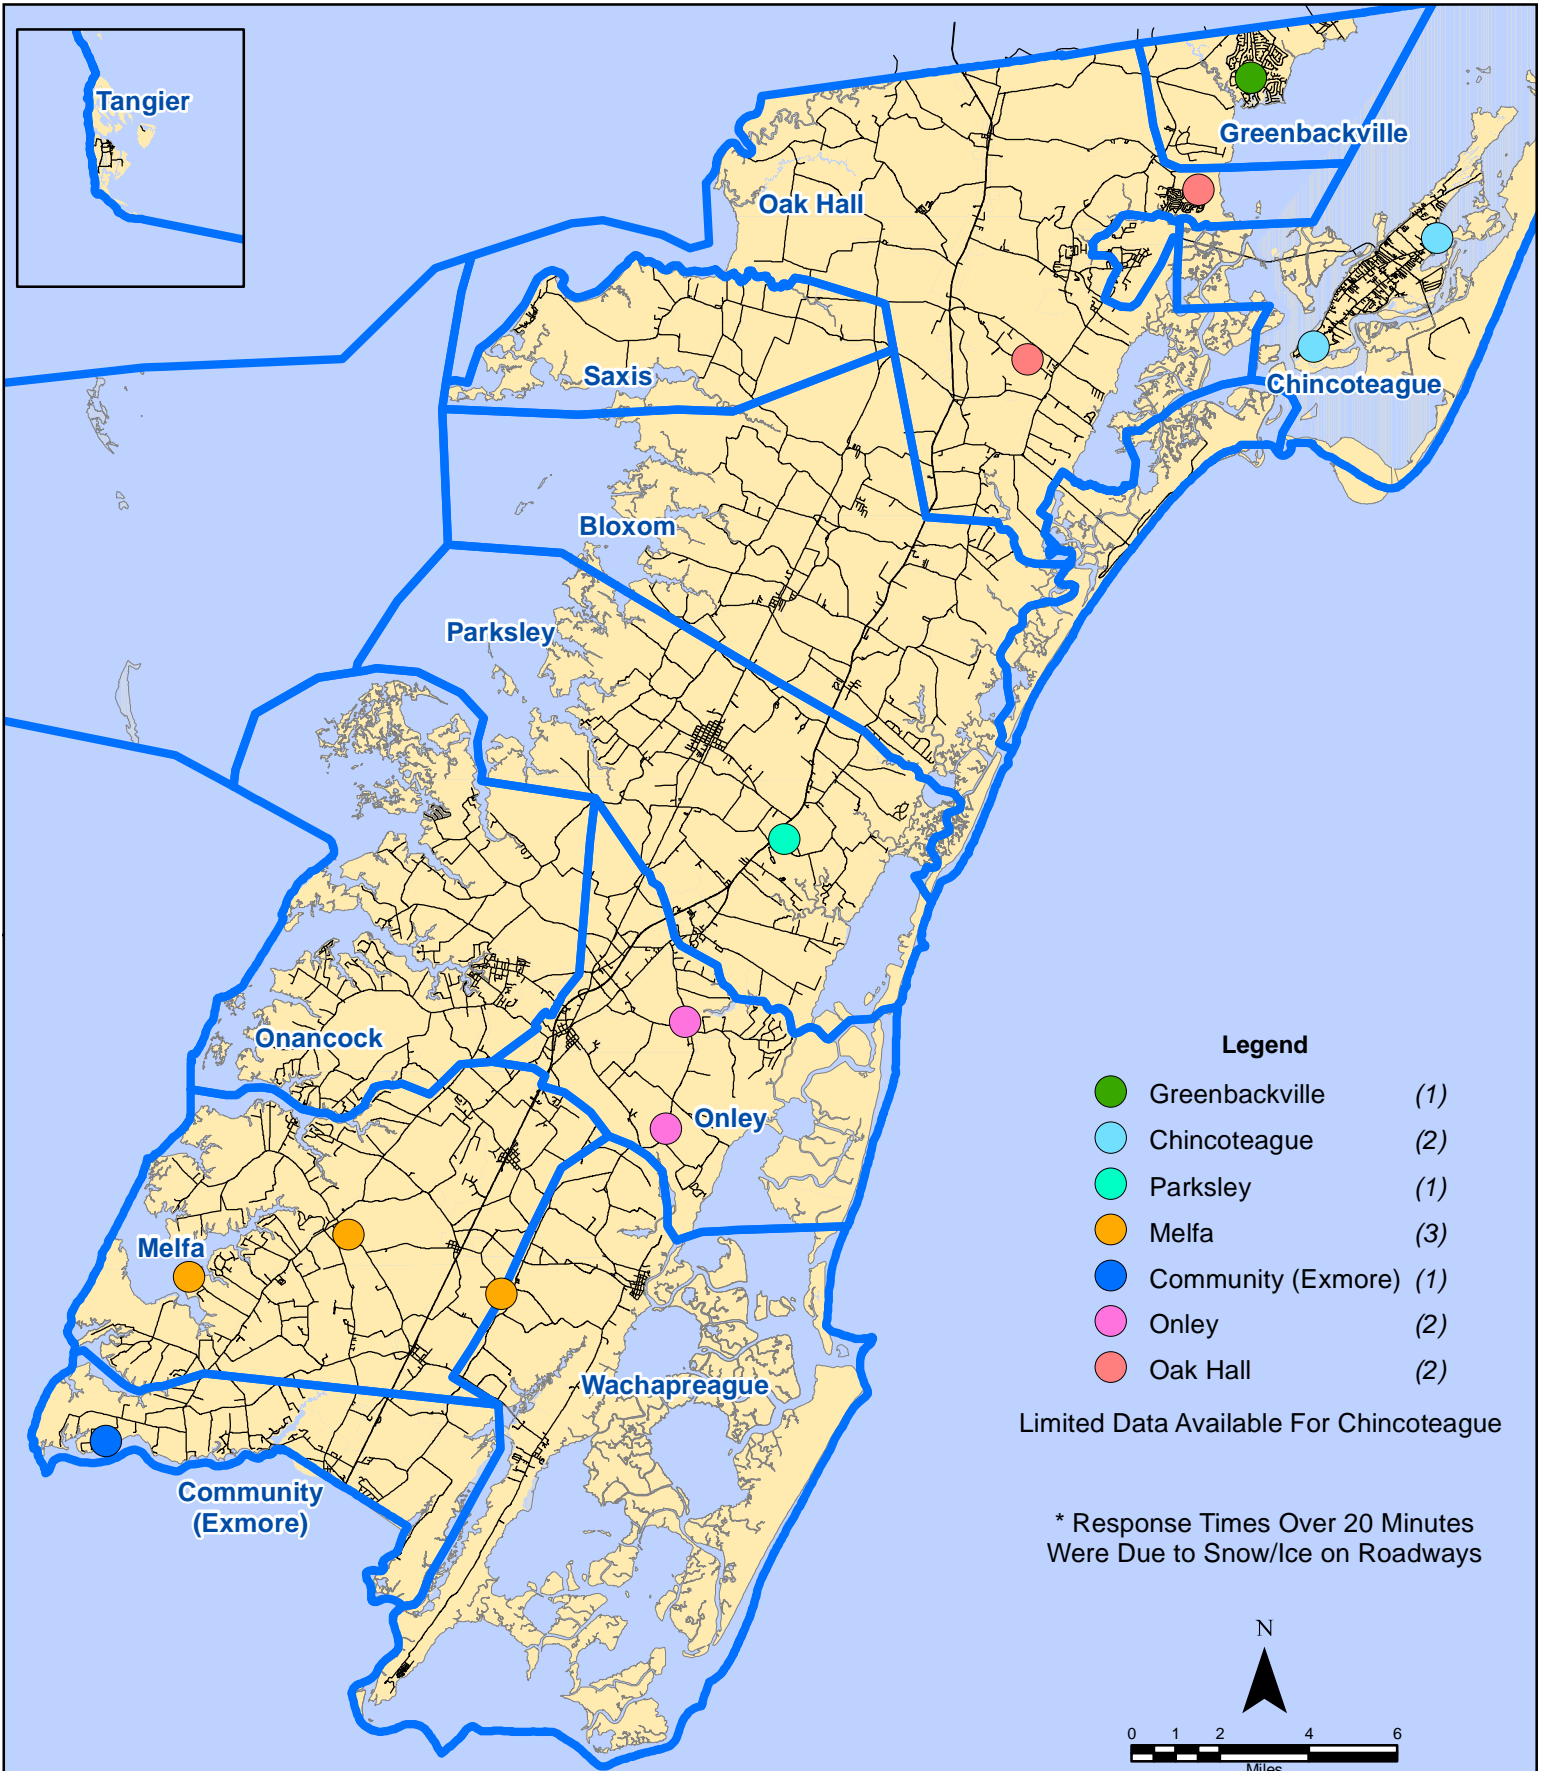 Tangier
Greenbackville
Oak Hall
Saxis
Chincoteague
Bloxom
Parksley
Onancock
Onley
Melfa
Wachapreague
Community
(Exmore)
Legend
Greenbackville (1)
Chincoteague (2)
Parksley (1)
Melfa (3)
Community (Exmore) (1)
Onley (2)
Oak Hall (2)
Limited Data Available For Chincoteague
* Response Times Over 20 Minutes
Were Due to Snow/Ice on Roadways
N
0 1 2 4 6
Miles